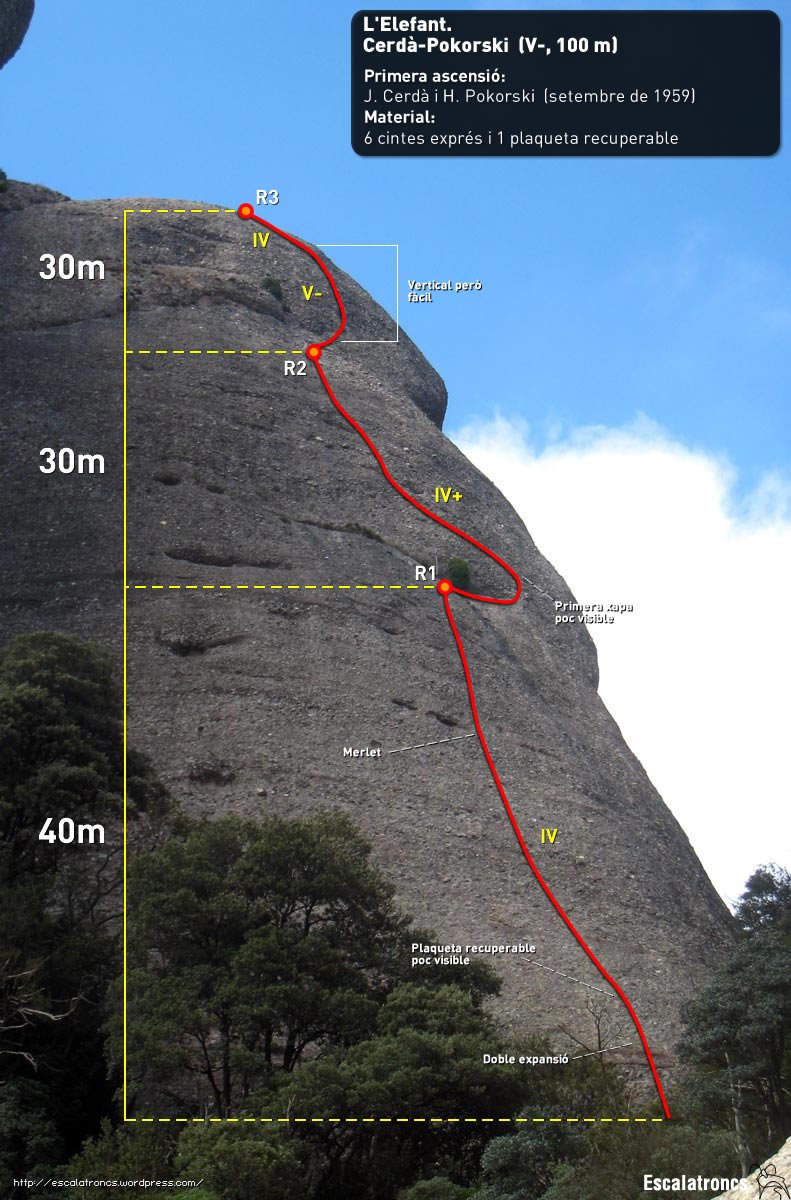 L'Elefant.
Cerdà-Pokorski (V-, 100 m)
Primera ascensió:
J. Cerdà i H. Pokorski (setembre de 1959)
Material:
6 cintes exprés i 1 plaqueta recuperable
R3
IV
30m
V-
Vertical però
fàcil
R2
30m
IV+
R1
Primera xapa
poc visible
Merlet
40m
IV
Plaqueta recuperable
poc visible
Doble expansió
http://escalatroncs.wordpress.com/
Escalatroncs